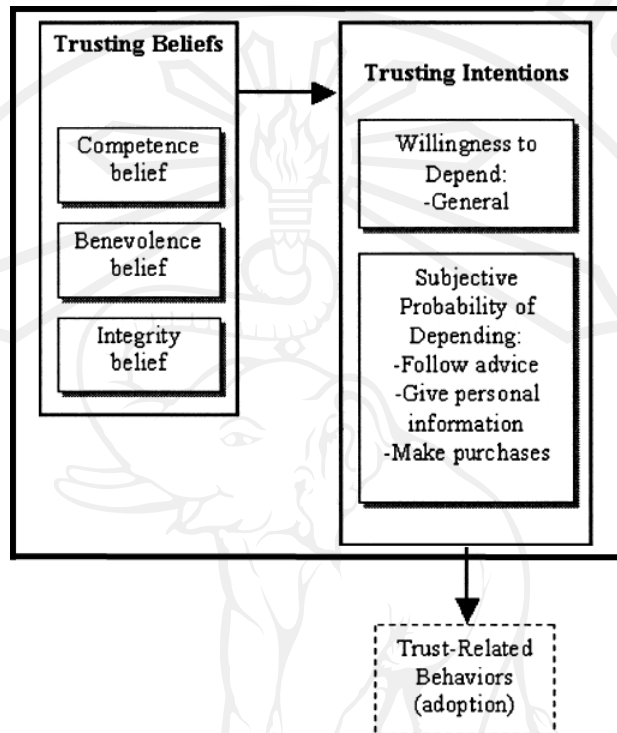 Trusting Beliefs
Competence
belief
Benevolence
belief
Integrity
belief
Trusting Intentions
Willingness to
Depend:
-General
Subjective
Probability of
Depending:
-Follow advice
-Give personal
information
-Make purchases
Trust-Related
Behaviors
(adoption)